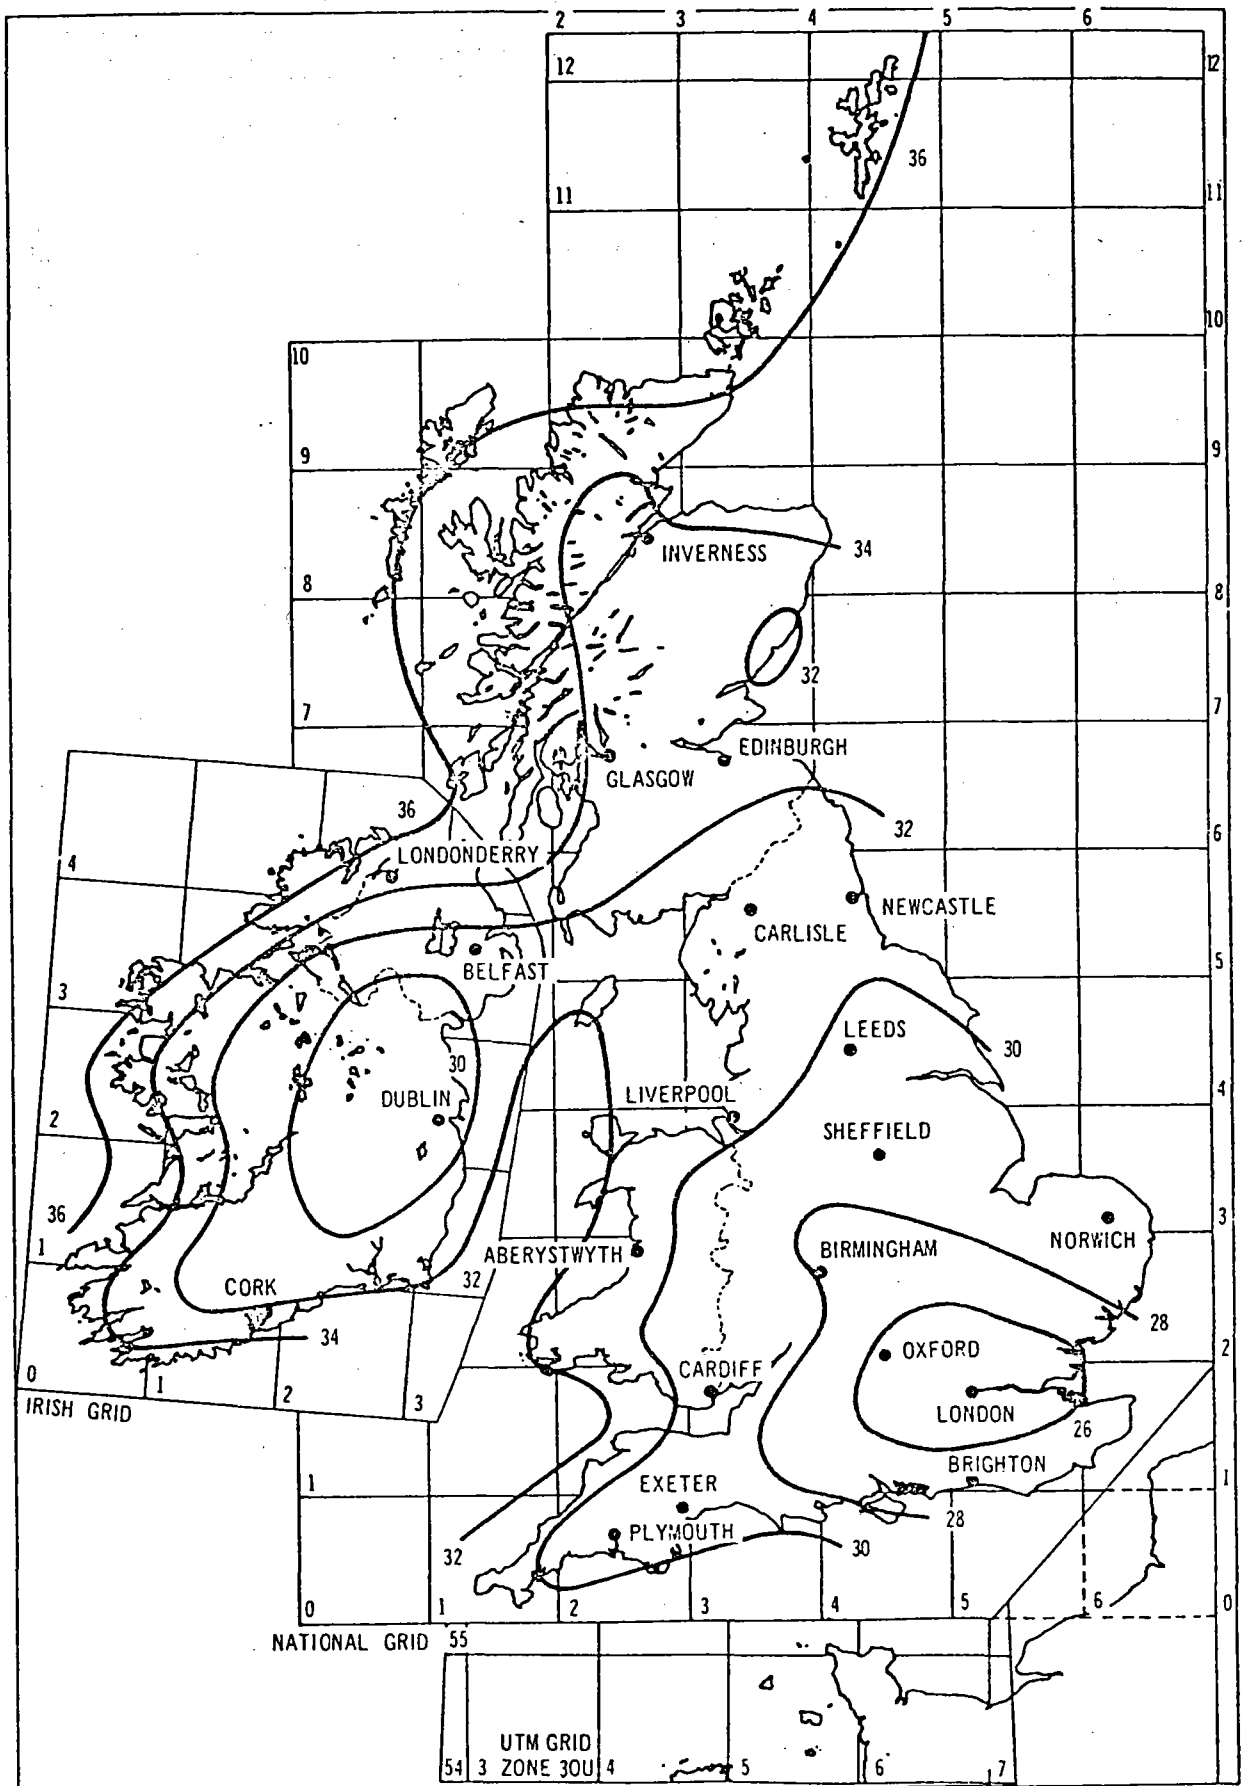 2 3 4 5 6
12 12
36
11 11
10 10
9 9
INVERNESS 34
8 8
32
7 7
EDINBURGH
GLASGOW
36
32
6
4 LONDONDERRY
NEWCASTLE
CARLISLE
BELFAST
5
3
LEEDS
30 30
LIVERPOOL
DUBLIN
4
2
SHEFFIELD
36
3
1
NORWICH
BIRMINGHAM
ABERYSTWYTH
32
CORK
28
34
OXFORD
2
CARDIFF
0 1 2 3
IRISH GRID
LONDON
26
BRIGHTON
1 1
EXETER
28
PLYMOUTH
30
32
0 1 2 3 4 5 6 0
NATIONAL GRID 55
UTM GRID
54 3 ZONE 30U 4 5 6 7